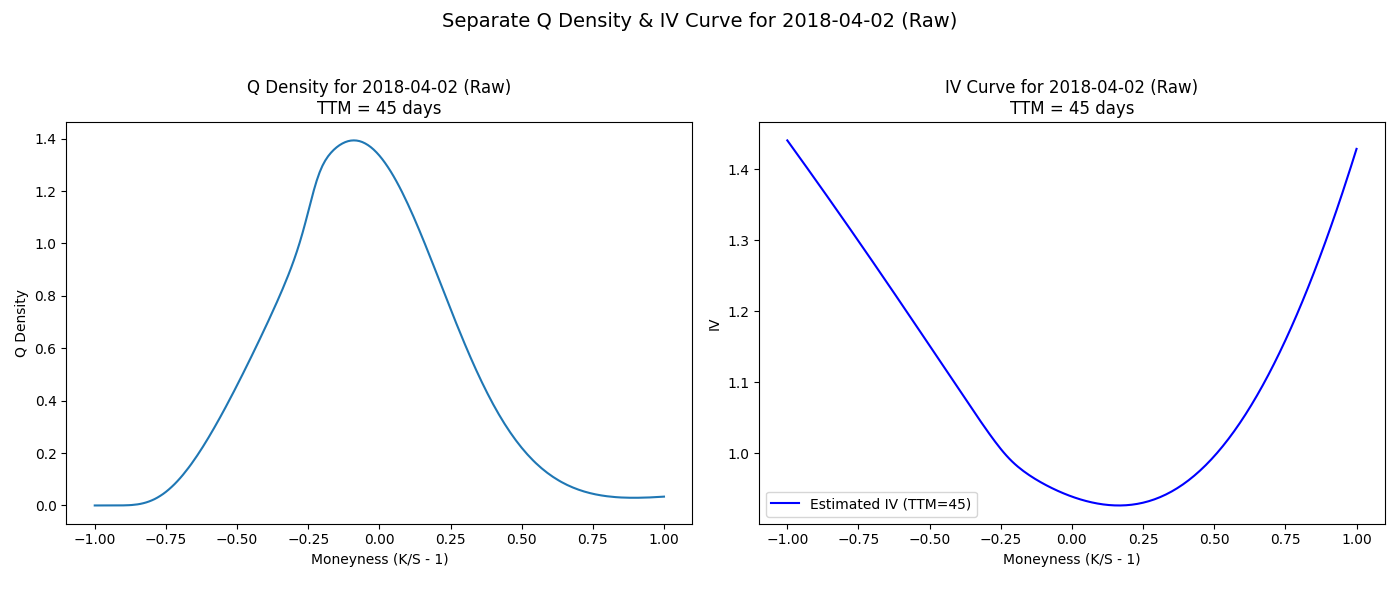 Separate Q Density & IV Curve for 2018-04-02 (Raw)
Q Density for 2018-04-02 (Raw)
TTM = 45 days
1.4
1.2
1.0
0.8
0.6
0.4
0.2
0.0
Q Density
−1.00 −0.75 −0.50 −0.25 0.00 0.25 0.50 0.75 1.00
Moneyness (K/S - 1)
IV Curve for 2018-04-02 (Raw)
TTM = 45 days
1.4
1.3
1.2
1.1
1.0
IV
Estimated IV (TTM=45)
−1.00 −0.75 −0.50 −0.25 0.00 0.25 0.50 0.75 1.00
Moneyness (K/S - 1)